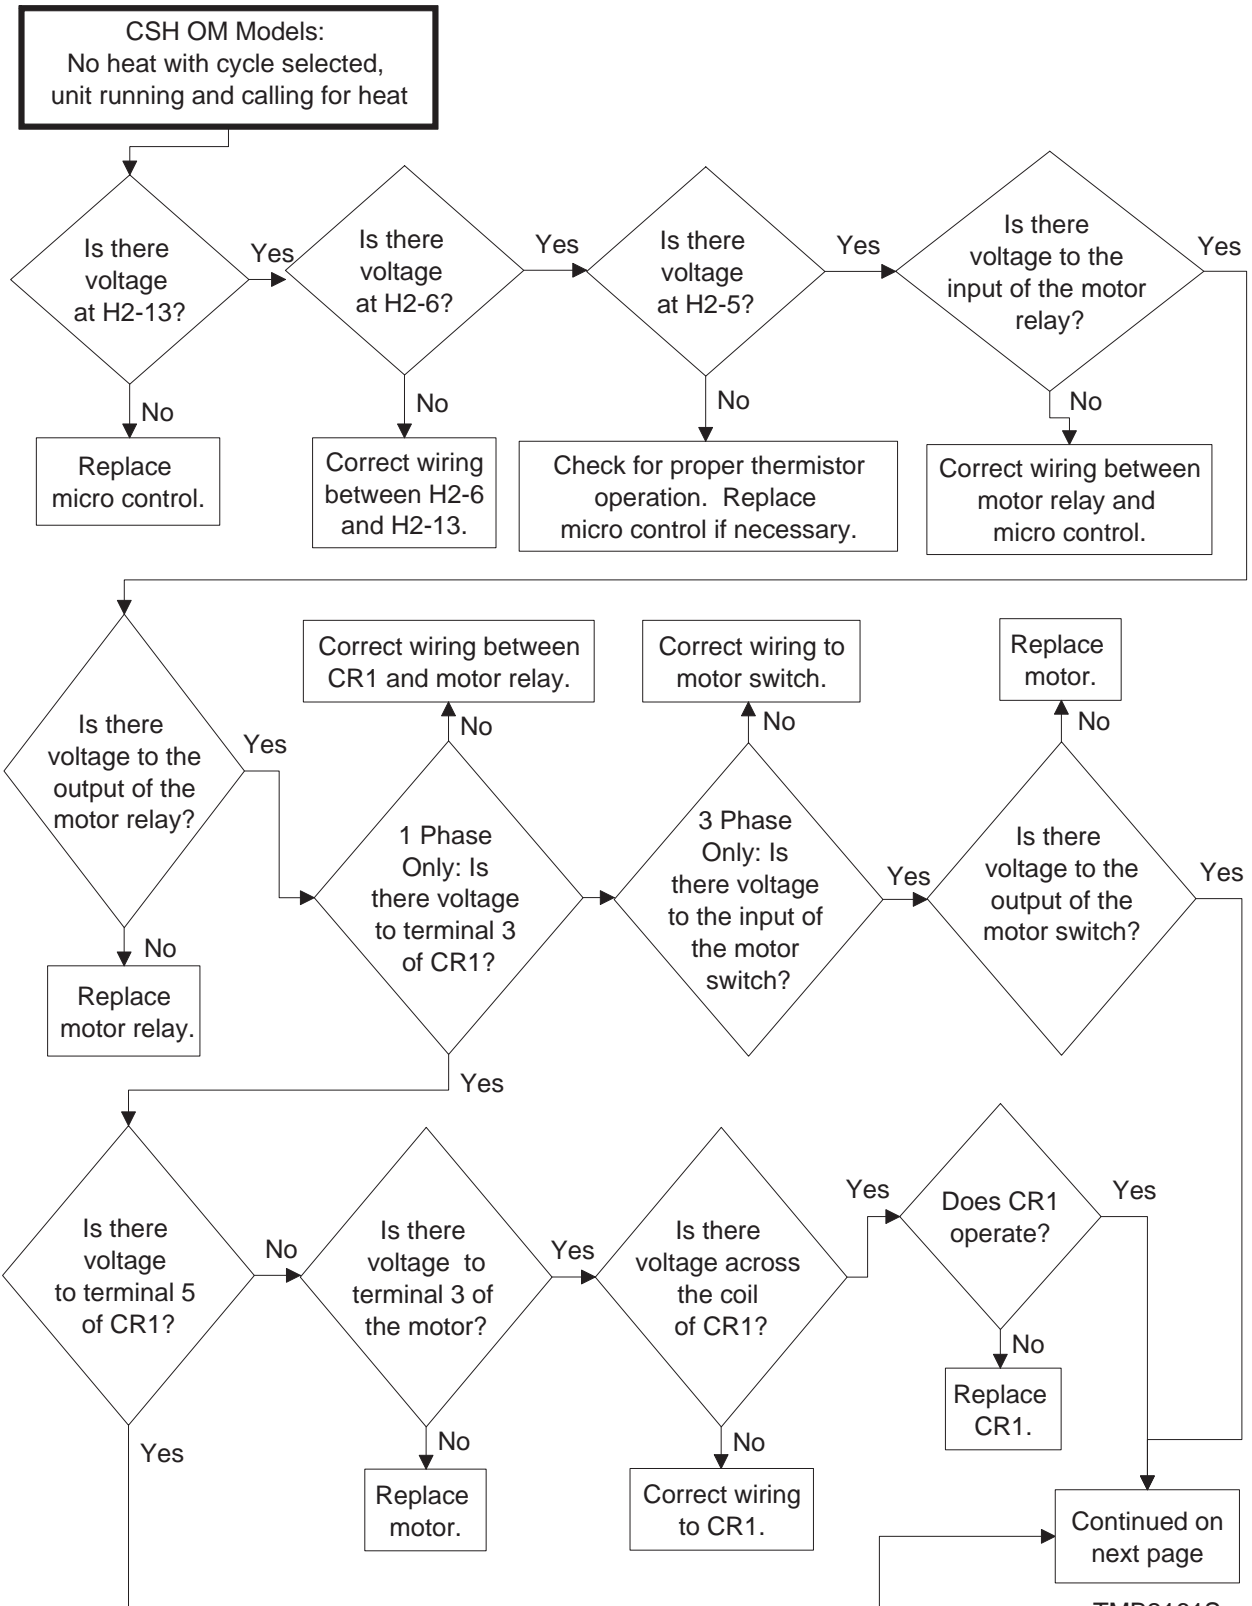 CSH OM Models:
No heat with cycle selected,
unit running and calling for heat
Is there
voltage
at H2-13?
Yes
Is there
voltage
at H2-6?
Yes
Is there
voltage
at H2-5?
Yes
Is there
voltage to the
input of the motor
relay?
Yes
No
Replace
micro control.
No
Correct wiring
between H2-6
and H2-13.
No
Check for proper thermistor
operation.  Replace
micro control if necessary.
No
Correct wiring between
motor relay and
micro control.
Is there
voltage to the
output of the
motor relay?
Yes
No
Replace
motor relay.
Correct wiring between
CR1 and motor relay.
No
1 Phase
Only: Is
there voltage
to terminal 3
of CR1?
Yes
Correct wiring to
motor switch.
No
3 Phase
Only: Is
there voltage
to the input of
the motor
switch?
Yes
Replace
motor.
No
Is there
voltage to the
output of the
motor switch?
Yes
Is there
voltage
to terminal 5
of CR1?
No
Yes
Is there
voltage  to
terminal 3 of
the motor?
Yes
No
Replace
motor.
Is there
voltage across
the coil
of CR1?
Yes
No
Correct wiring
to CR1.
Does CR1
operate?
Yes
No
Replace
CR1.
Continued on
next page